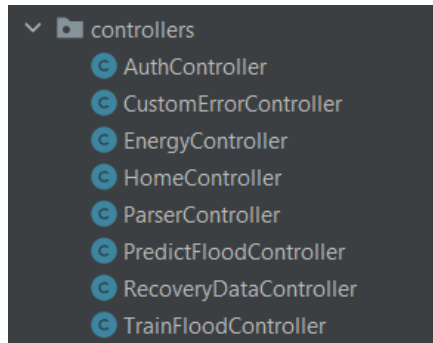 controllers
C AuthController
C CustomErrorController
C EnergyController
C HomeController
C ParserController
C PredictFloodController
C RecoveryDataController
C TrainFloodController